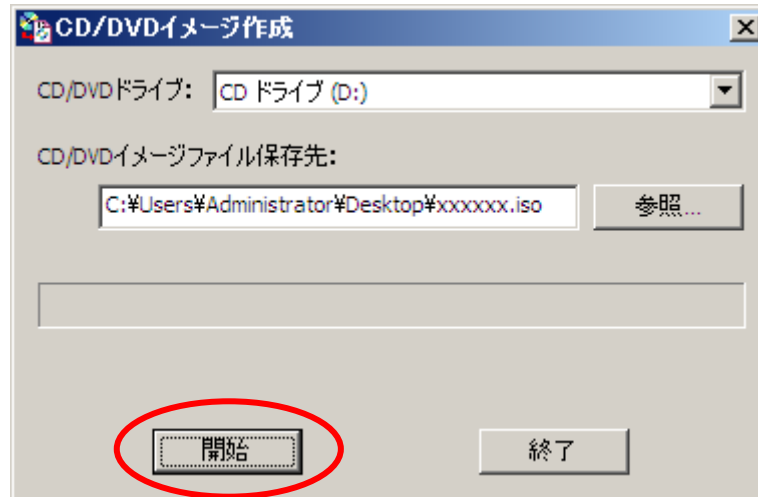 CD/DVDイメージ作成
CD/DVDドライブ: CD ドライブ (D:)
CD/DVDイメージファイル保存先:
C:¥Users¥Administrator¥Desktop¥xxxxxx.iso 参照...
開始 終了